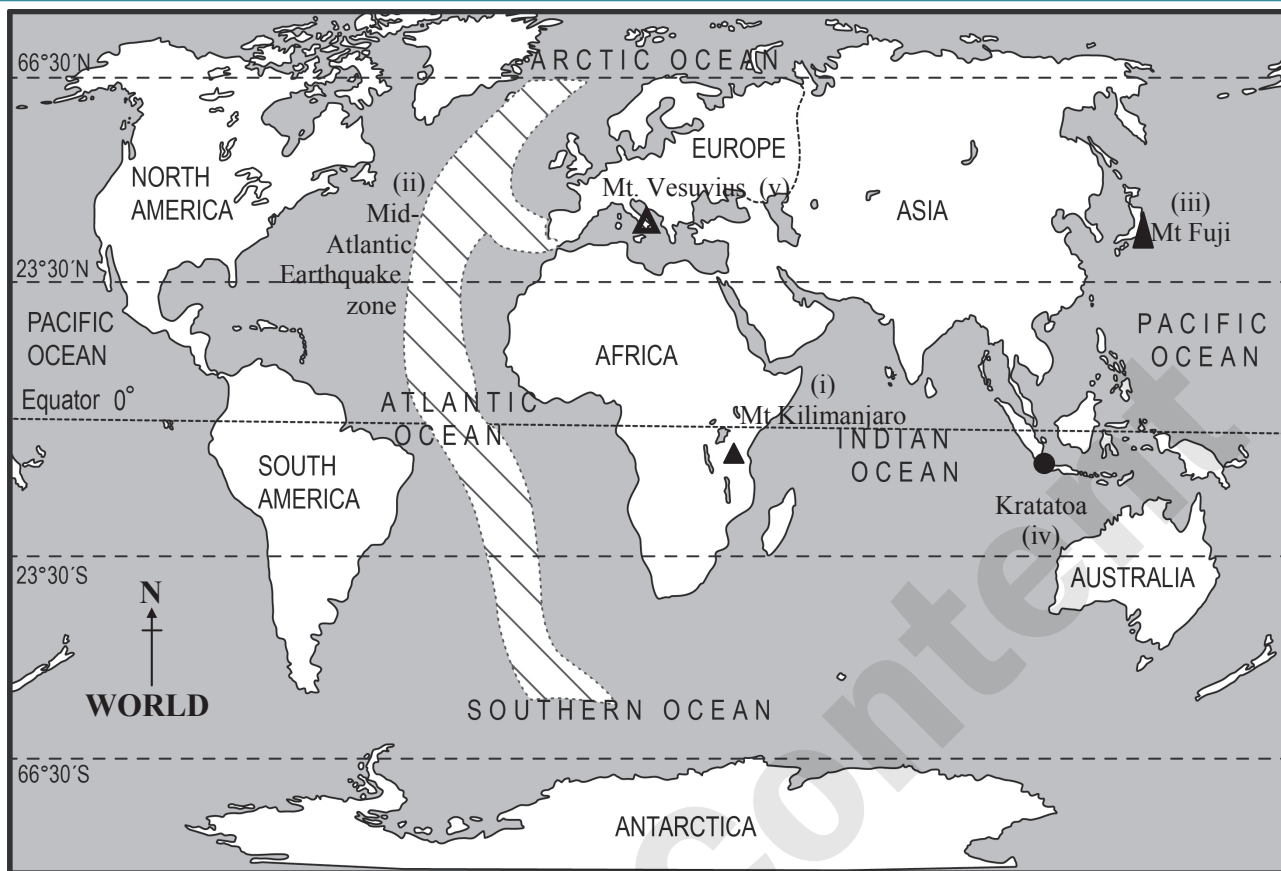 66°30´N
ARCTIC OCEAN
NORTH
AMERICA
(ii)
Mid-
Atlantic
Earthquake
zone
EUROPE
Mt. Vesuvius (v)
ASIA
(iii)
Mt Fuji
23°30´N
PACIFIC
OCEAN
AFRICA
PACIFIC
OCEAN
Equator 0°
ATLANTIC
OCEAN
(i)
Mt Kilimanjaro
INDIAN
OCEAN
SOUTH
AMERICA
Kratatoa
(iv)
23°30´S
AUSTRALIA
N
WORLD
SOUTHERN OCEAN
66°30´S
ANTARCTICA
Content